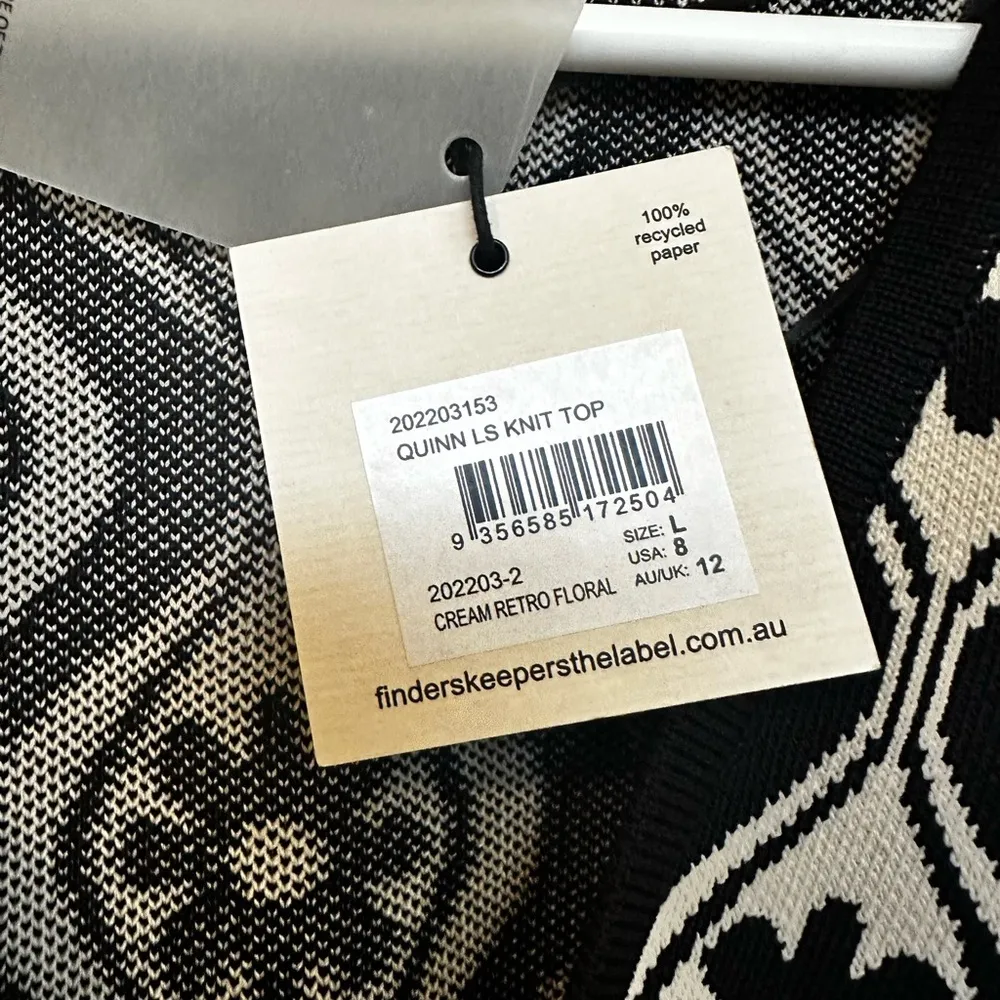 100%
recycled
paper
202203153
QUINN LS KNIT TOP
9 356585 172504
SIZE: L
USA: 8
AU/UK: 12
202203-2
CREAM RETRO FLORAL
finderskeepersthelabel.com.au